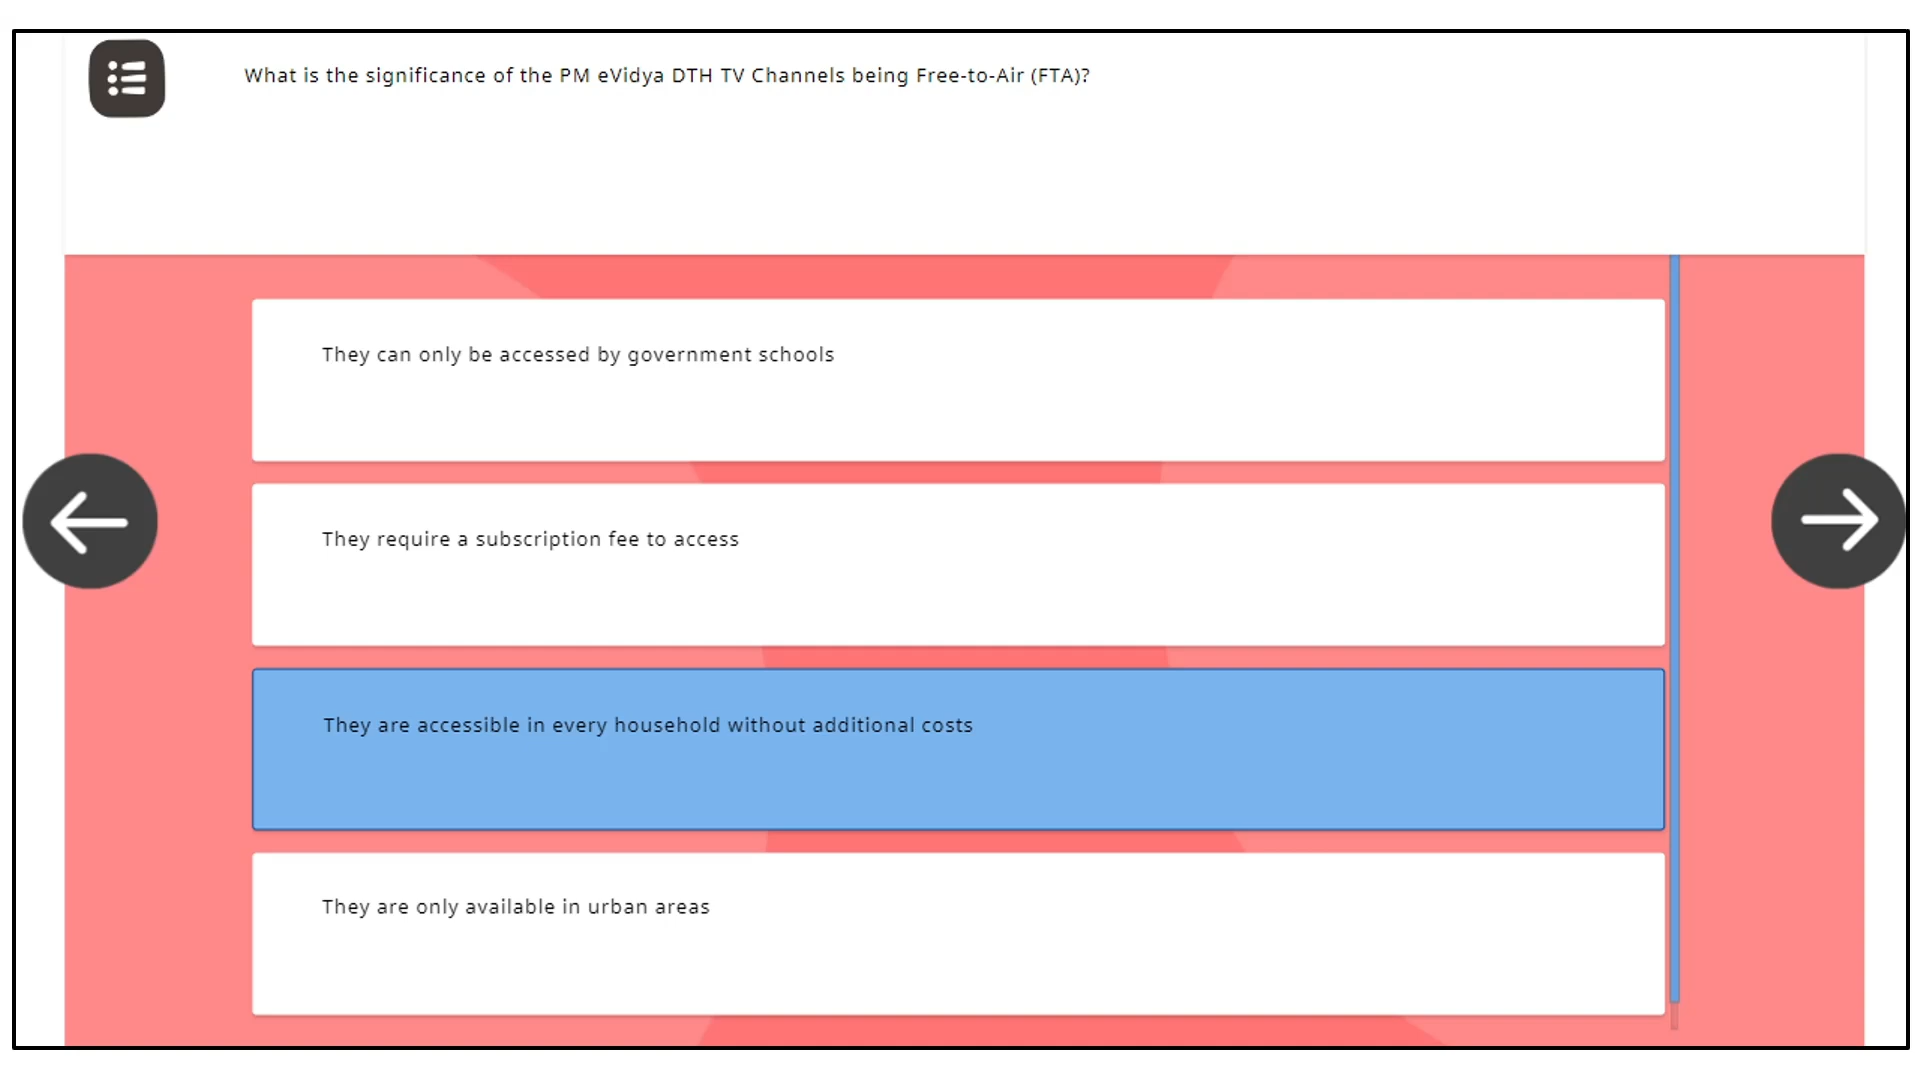 What is the significance of the PM eVidya DTH TV Channels being Free-to-Air (FTA)?
They can only be accessed by government schools
They require a subscription fee to access
They are accessible in every household without additional costs
They are only available in urban areas